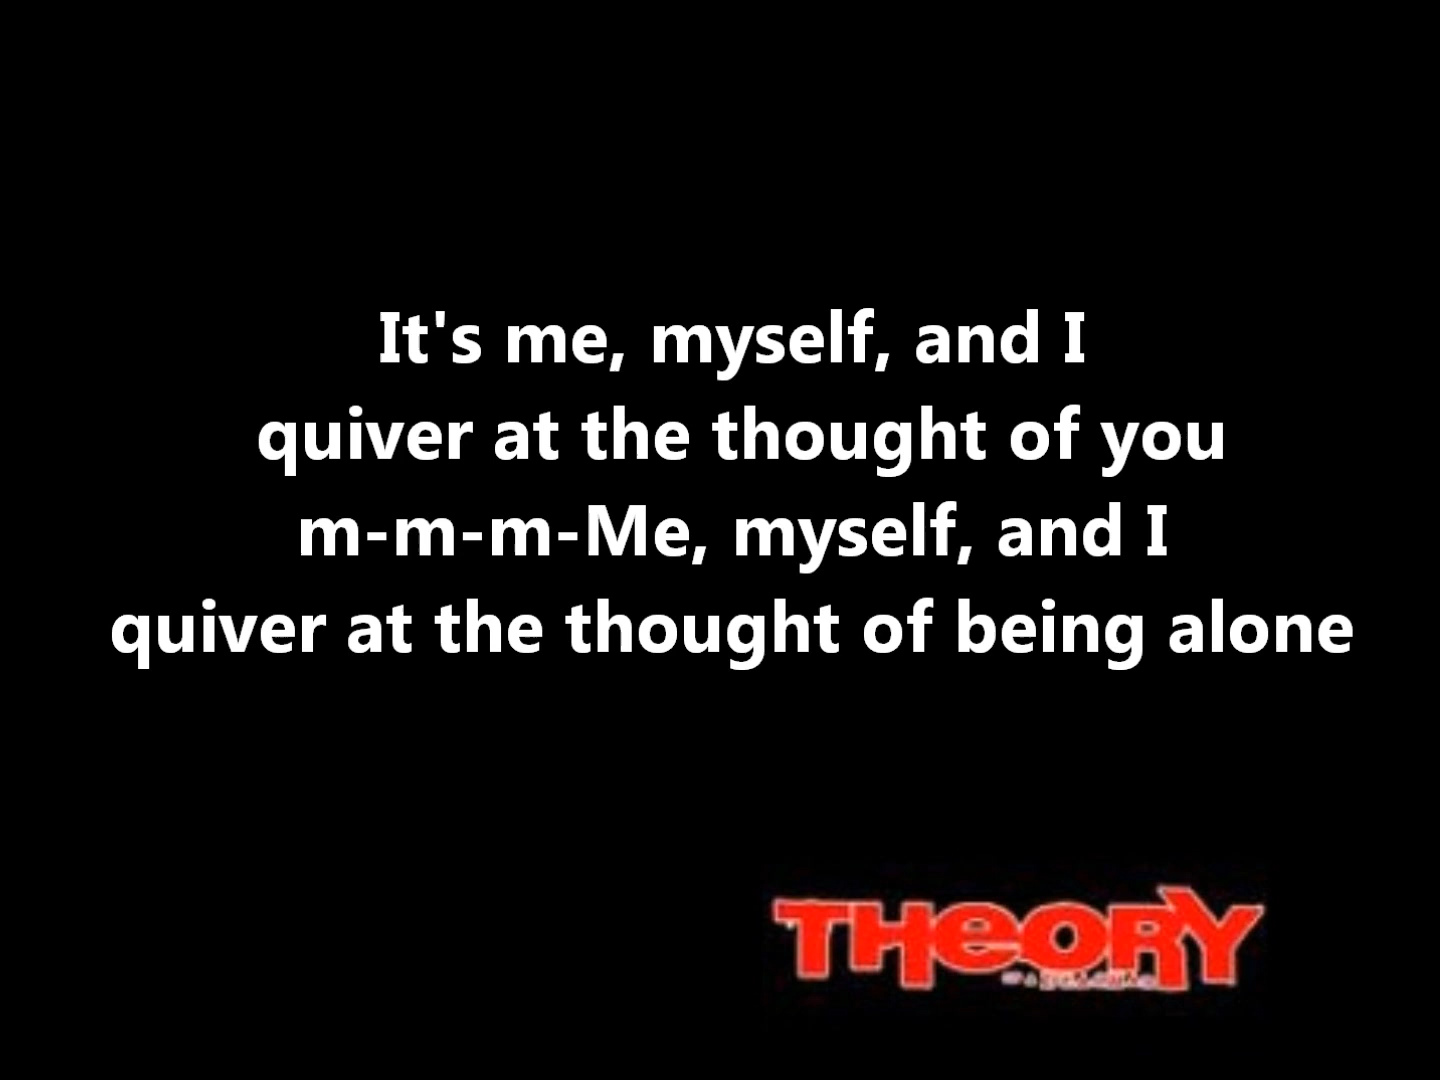 It's me, myself, and I
quiver at the thought of you
m-m-m-Me, myself, and I
quiver at the thought of being alone
THEORY